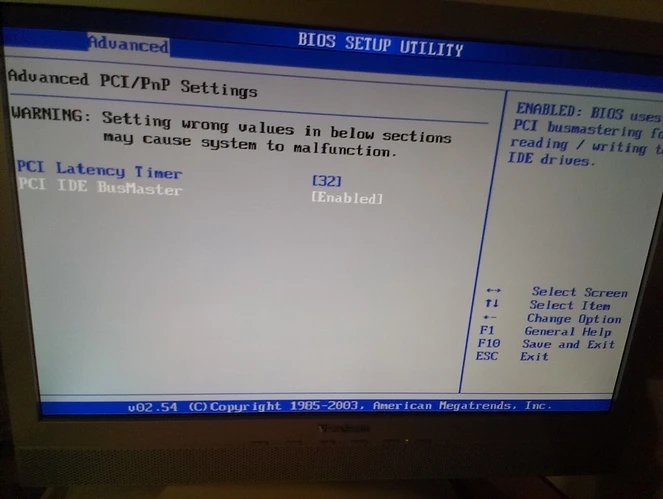 BIOS SETUP UTILITY
Advanced
Advanced PCI/PnP Settings
WARNING: Setting wrong values in below sections
may cause system to malfunction.
PCI Latency Timer [32]
PCI IDE BusMaster [Enabled]
ENABLED: BIOS uses
PCI busmastering fo
reading / writing t
IDE drives.
↔ Select Screen
↑↓ Select Item
←- Change Option
F1 General Help
F10 Save and Exit
ESC Exit
v02.54 (C)Copyright 1985-2003, American Megatrends, Inc.